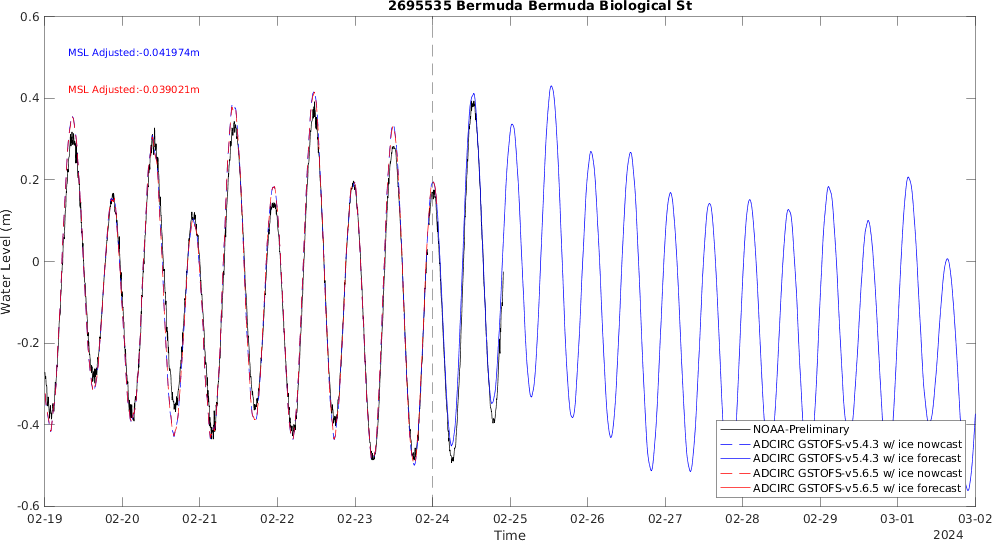 2695535 Bermuda Bermuda Biological St
MSL Adjusted:-0.041974m
MSL Adjusted:-0.039021m
Water Level (m)
0.6
0.4
0.2
0
-0.2
-0.4
-0.6
NOAA-Preliminary
ADCIRC GSTOFS-v5.4.3 w/ ice nowcast
ADCIRC GSTOFS-v5.4.3 w/ ice forecast
ADCIRC GSTOFS-v5.6.5 w/ ice nowcast
ADCIRC GSTOFS-v5.6.5 w/ ice forecast
02-19 02-20 02-21 02-22 02-23 02-24 02-25 02-26 02-27 02-28 02-29 03-01 03-02
Time
2024